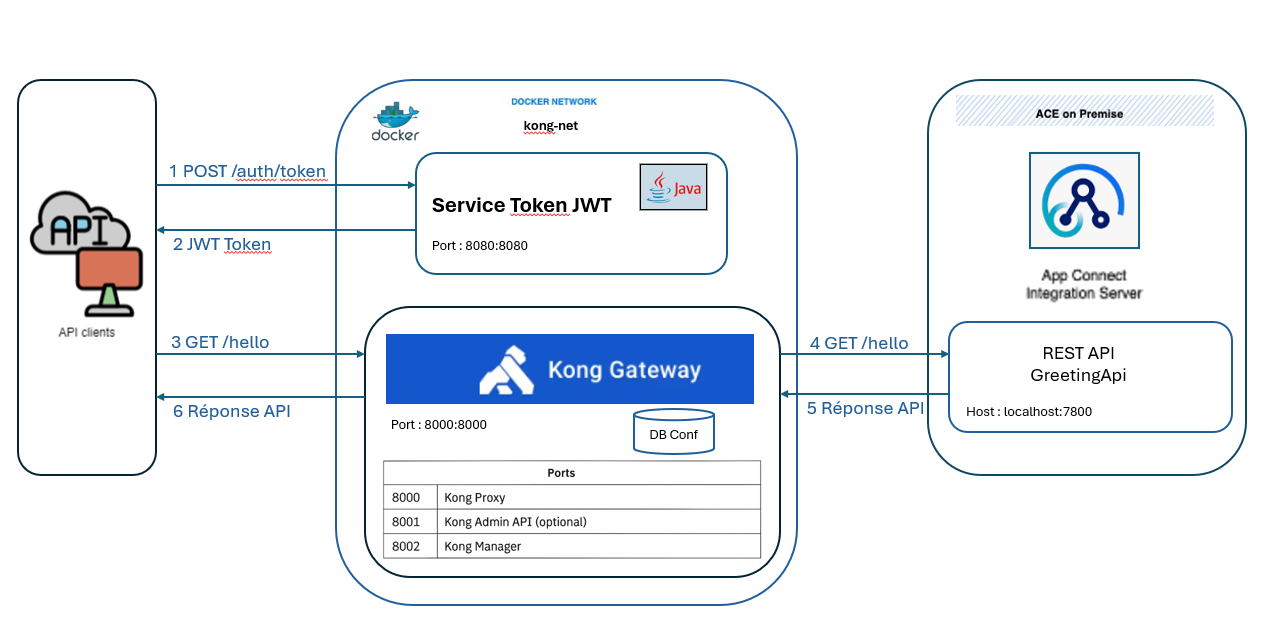 DOCKER NETWORK
kong-net
docker
ACE on Premise
1 POST /auth/token
Java
Service Token JWT
2 JWT Token
Port : 8080:8080
API
API clients
App Connect
Integration Server
3 GET /hello
Kong Gateway
4 GET /hello
REST API
GreetingApi
6 Réponse API
5 Réponse API
Host : localhost:7800
Port : 8000:8000
DB Conf
Ports
8000 Kong Proxy
8001 Kong Admin API (optional)
8002 Kong Manager